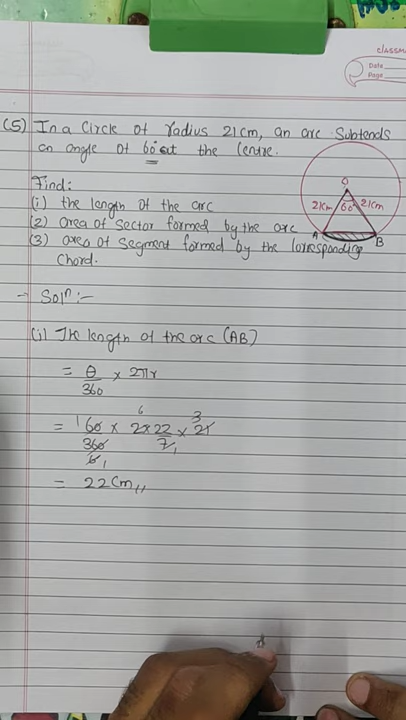 classm
Date
Page
(5) In a Circle of radius 21cm, an arc Subtends
an angle of 60° at the Centre.
O
21cm 60° 21cm
A B
Find:
(i) the length of the arc
(2) area of sector formed by the arc
(3) area of segment formed by the Corresponding
Chord.
→ Solⁿ:-
(i) The length of the arc (AB)
= θ/360 × 2πr
= 60/360 × 2×22/7 × 21
= 22Cm,,